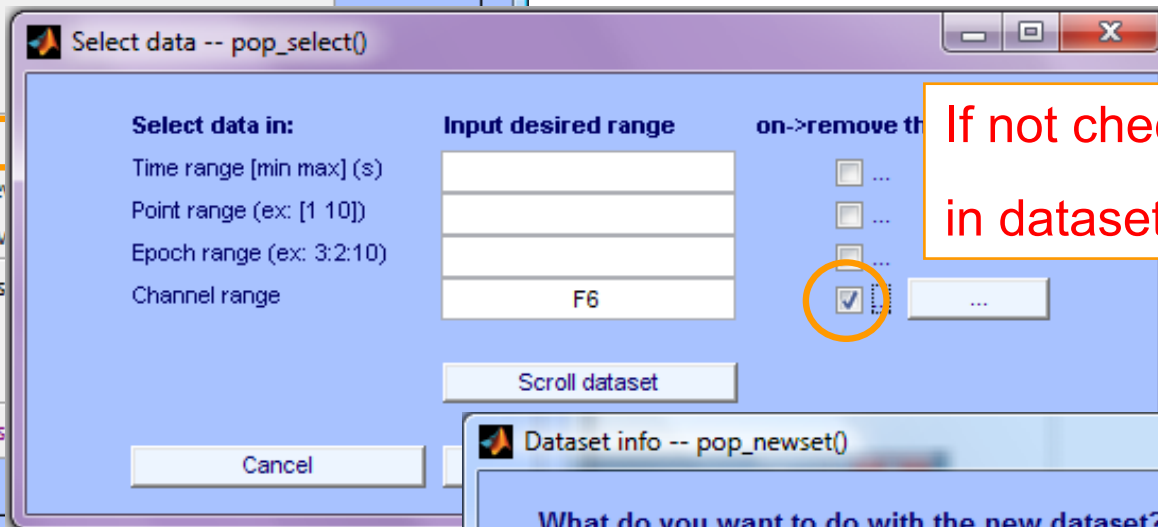 Select data -- pop_select()
Select data in: Input desired range on->remove th
If not chec
in dataset
Time range [min max] (s) ...
Point range (ex: [1 10]) ...
Epoch range (ex: 3:2:10) ...
Channel range F6 ...
Scroll dataset
Cancel
Dataset info -- pop_newset()
What do you want to do with the new dataset?